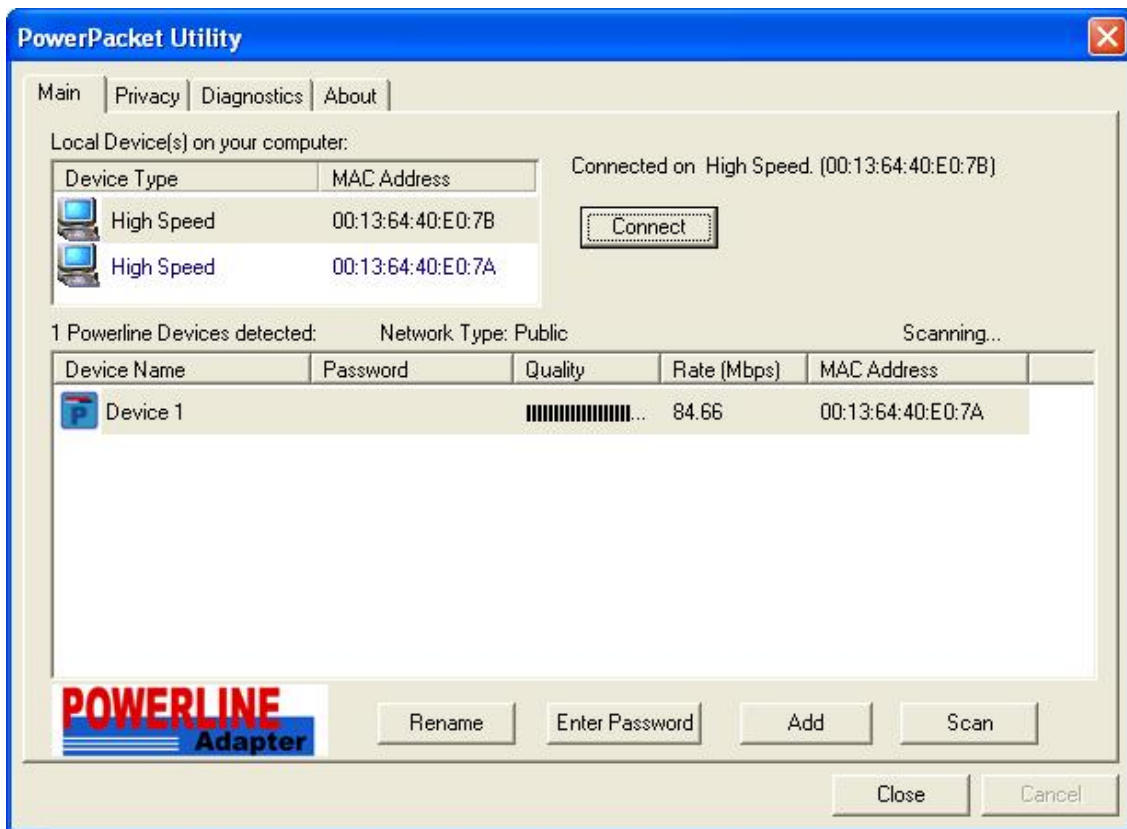 PowerPacket Utility
Main Privacy Diagnostics About
Local Device(s) on your computer:
Device Type MAC Address
High Speed 00:13:64:40:E0:7B
High Speed 00:13:64:40:E0:7A
Connected on High Speed. (00:13:64:40:E0:7B)
Connect
1 Powerline Devices detected: Network Type: Public Scanning...
Device Name Password Quality Rate (Mbps) MAC Address
P Device 1 ... 84.66 00:13:64:40:E0:7A
POWERLINE
Adapter
Rename Enter Password Add Scan
Close Cancel